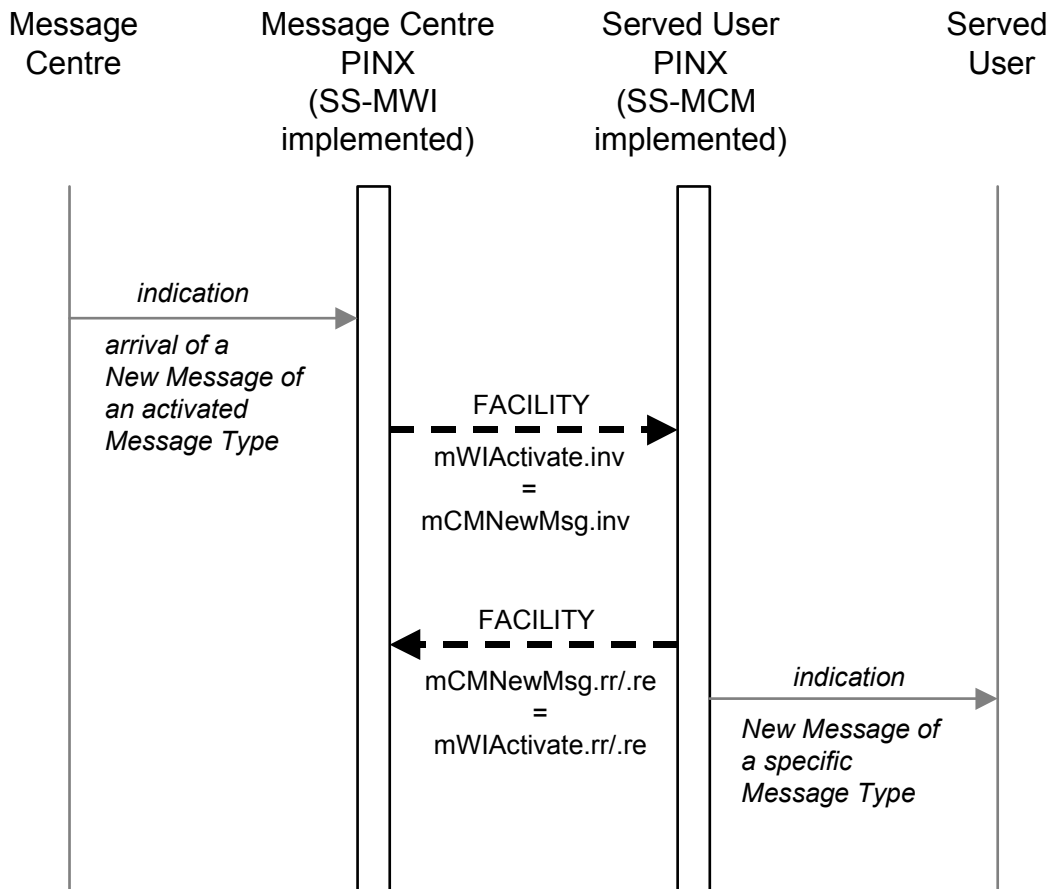 Message
Centre
Message Centre
PINX
(SS-MWI
implemented)
Served User
PINX
(SS-MCM
implemented)
Served
User
indication
arrival of a
New Message of
an activated
Message Type
FACILITY
mWIActivate.inv
=
mCMNewMsg.inv
FACILITY
mCMNewMsg.rr/.re
=
mWIActivate.rr/.re
indication
New Message of
a specific
Message Type